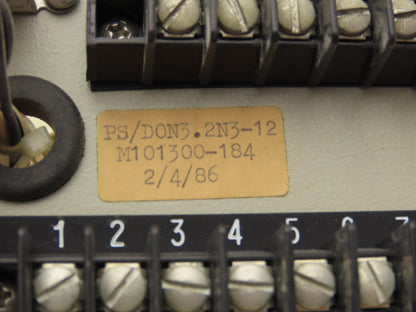 PS/DON3.2N3-12
M101300-184
2/4/86
1 2 3 4 5 6 7